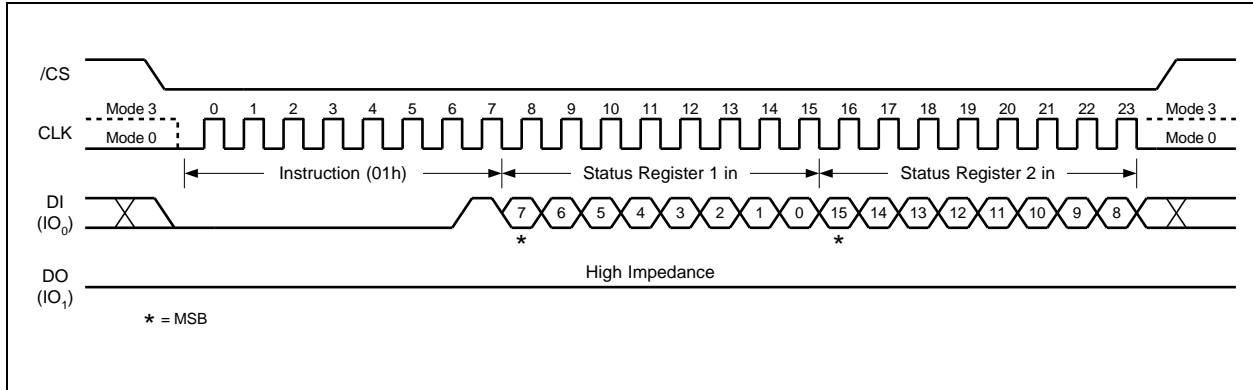 /CS
Mode 3 0 1 2 3 4 5 6 7 8 9 10 11 12 13 14 15 16 17 18 19 20 21 22 23 Mode 3
CLK
Mode 0 Mode 0
Instruction (01h) Status Register 1 in Status Register 2 in
DI
(IO0)
7 6 5 4 3 2 1 0 15 14 13 12 11 10 9 8
* *
High Impedance
DO
(IO1)
* = MSB